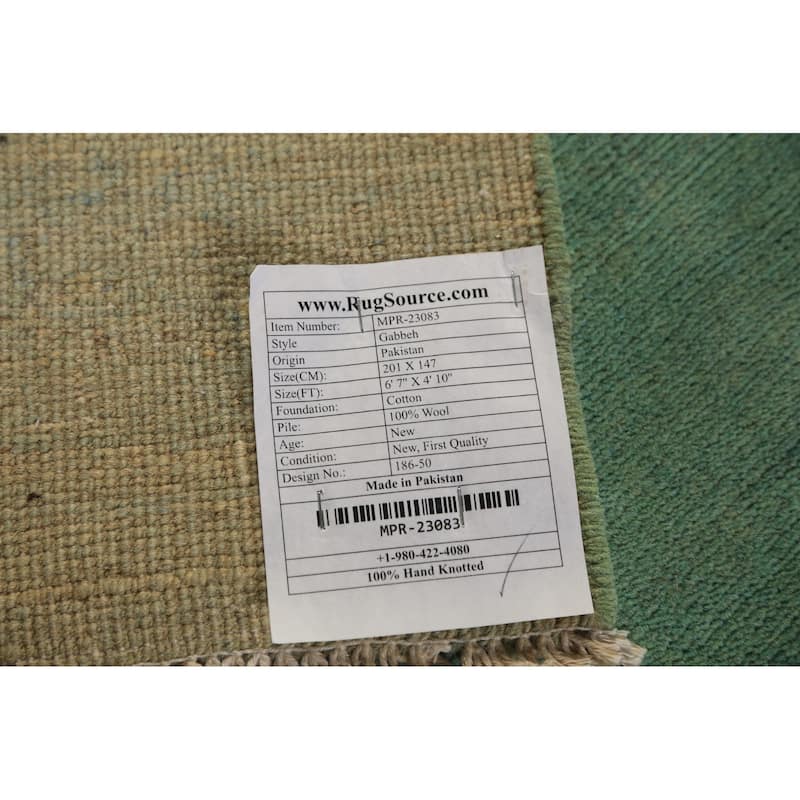 www.RugSource.com
Item Number: MPR-23083
Style Gabbeh
Origin Pakistan
Size(CM): 201 X 147
Size(FT): 6' 7" X 4' 10"
Foundation: Cotton
Pile: 100% Wool
Age: New
Condition: New, First Quality
Design No.: 186-50
Made in Pakistan
MPR-23083
+1-980-422-4080
100% Hand Knotted